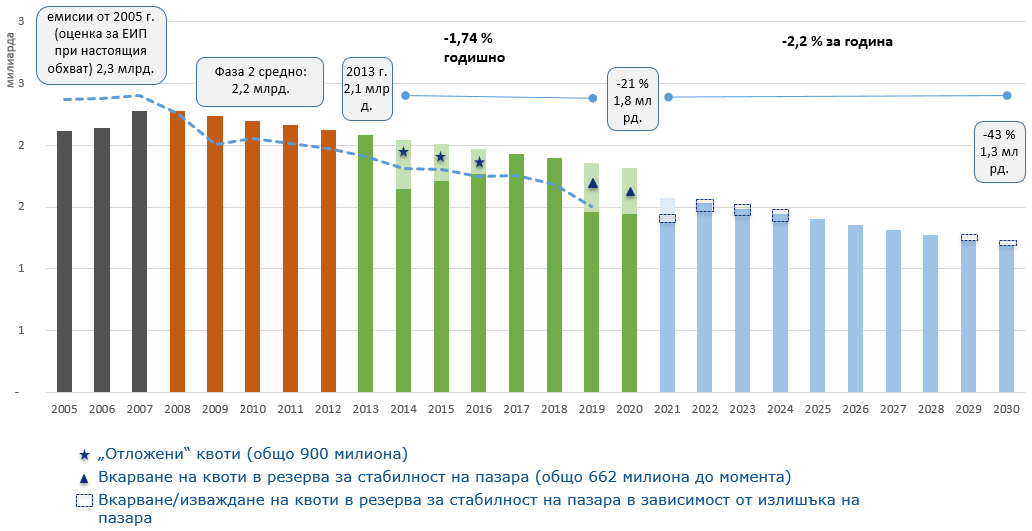 3
милиарда
емисии от 2005 г.
(оценка за ЕИП
при настоящия
обхват) 2,3 млрд.
-1,74 %
годишно
-2,2 % за година
3
Фаза 2 средно:
2,2 млрд.
2013 г.
2,1 млр
д.
-21 %
1,8 мл
рд.
-43 %
1,3 мл
рд.
2
2
1
1
-
2005 2006 2007 2008 2009 2010 2011 2012 2013 2014 2015 2016 2017 2018 2019 2020 2021 2022 2023 2024 2025 2026 2027 2028 2029 2030
„Отложени“ квоти (общо 900 милиона)
Вкарване на квоти в резерва за стабилност на пазара (общо 662 милиона до момента)
Вкарване/изваждане на квоти в резерва за стабилност на пазара в зависимост от излишъка на
пазара